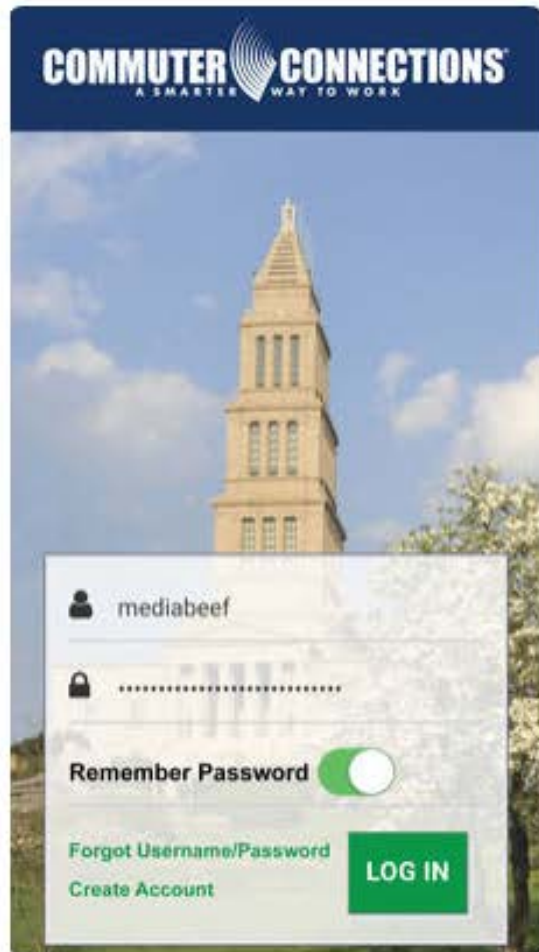 COMMUTER CONNECTIONS
A SMARTER WAY TO WORK
mediabeef
Remember Password
Forgot Username/Password
Create Account
LOG IN